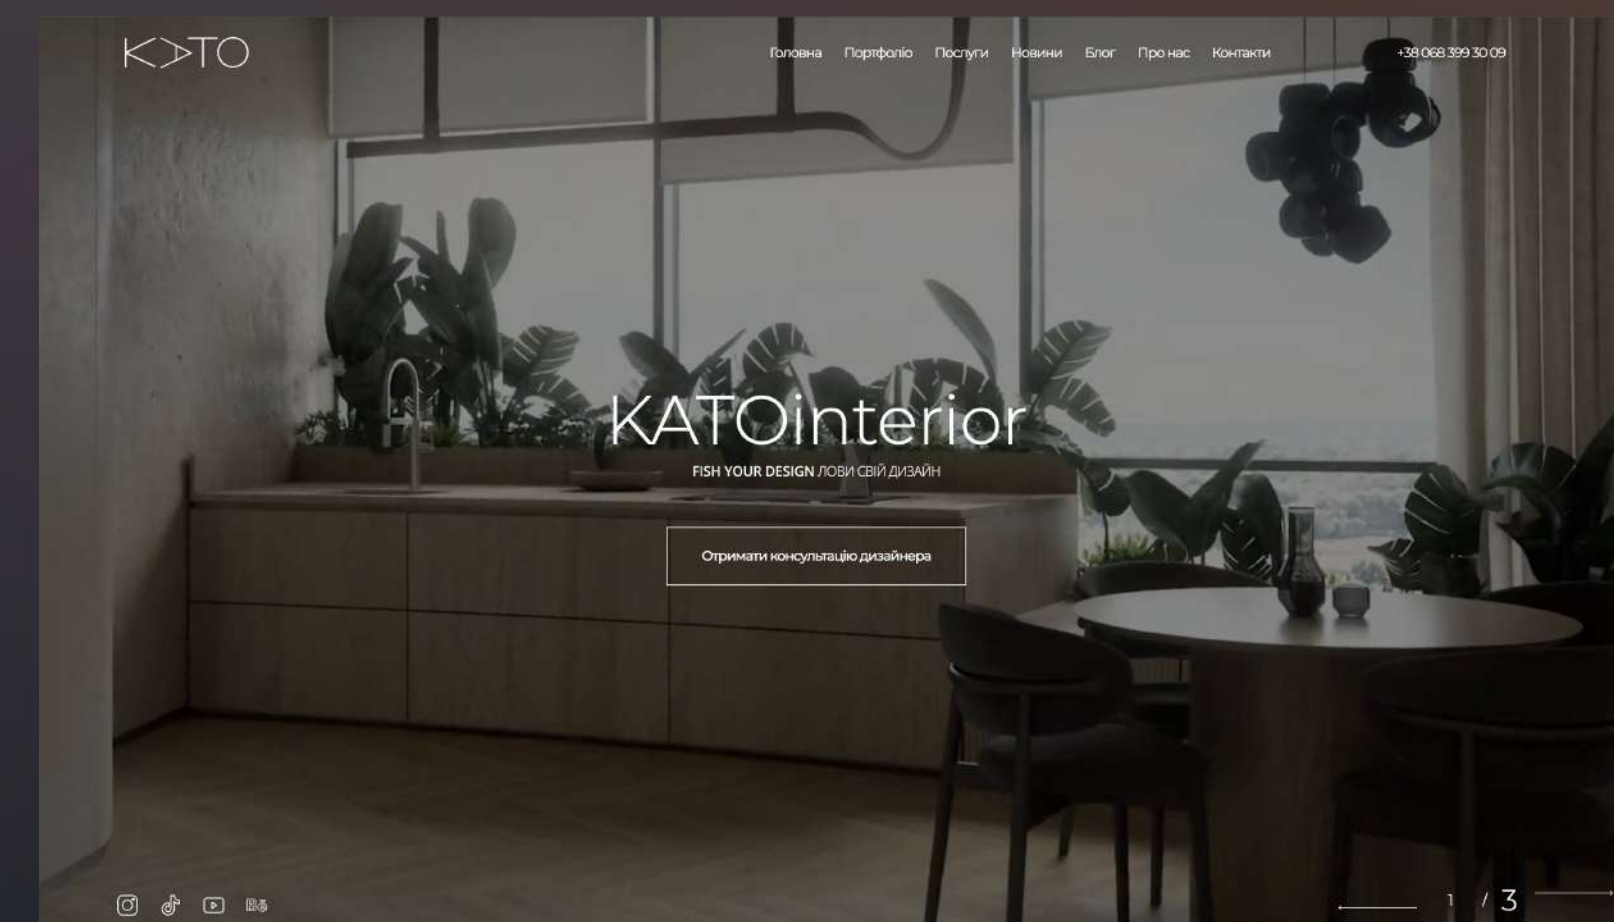 KATO
Головна Портфоліо Послуги Новини Блог Про нас Контакти
+38 068 399 30 09
KATOinterior
FISH YOUR DESIGN ЛОВИ СВІЙ ДИЗАЙН
Отримати консультацію дизайнера
1 / 3